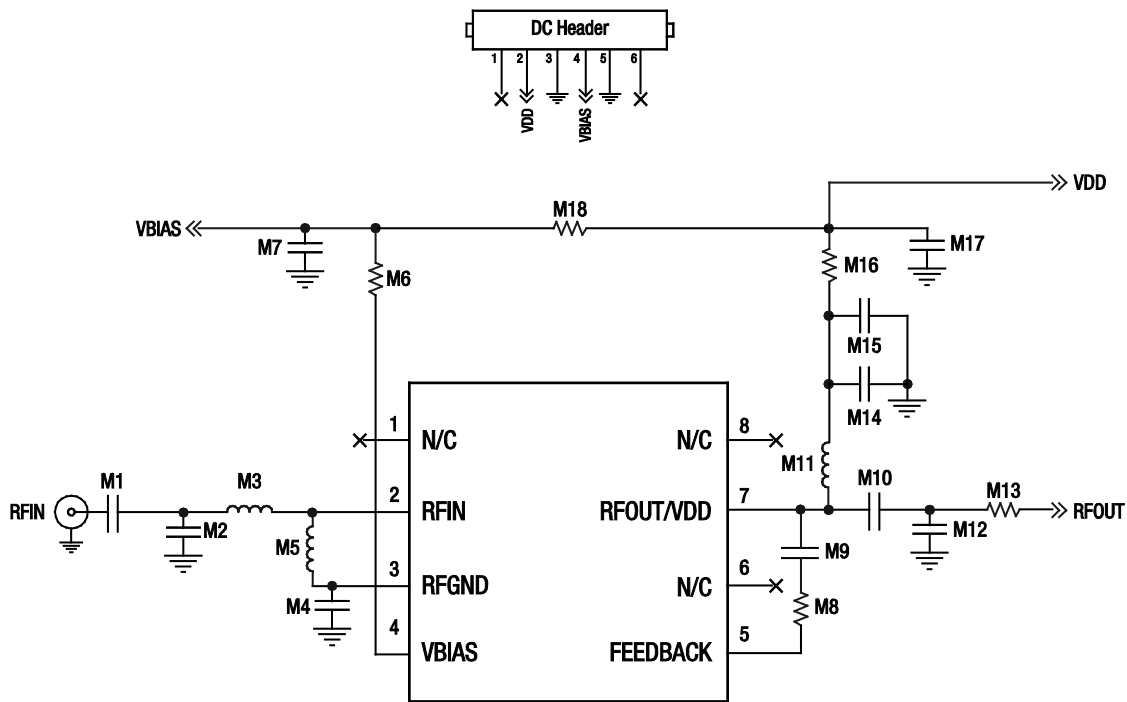 DC Header
1 2 3 4 5 6
VDD
VBIAS
VDD
VBIAS
M18
M7
M6
M16
M17
M15
M14
1
N/C
8
N/C
M11
M10
M1
M3
2
RFIN
7
RFOUT/VDD
M13
RFIN
RFOUT
M2
M5
M12
M9
3
RFGND
6
N/C
M4
M8
4
VBIAS
5
FEEDBACK